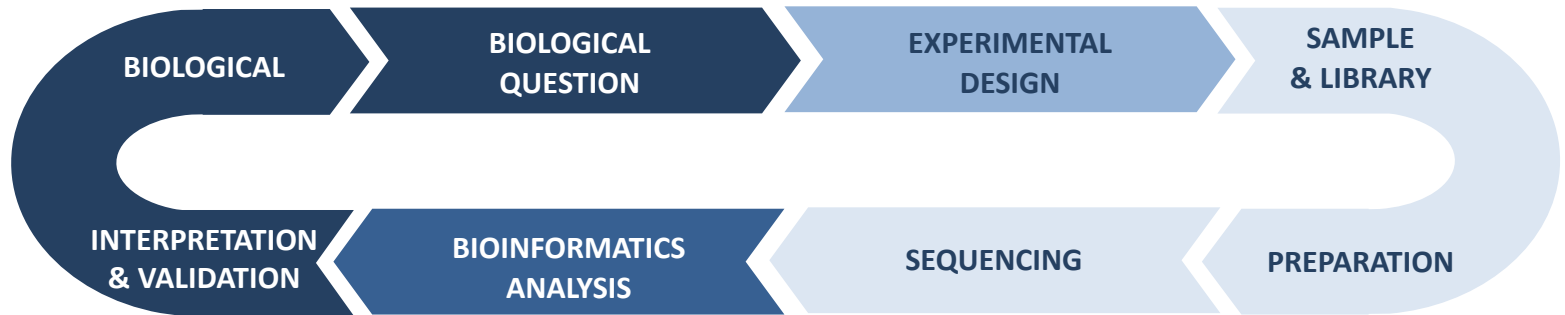 BIOLOGICAL
BIOLOGICAL
QUESTION
EXPERIMENTAL
DESIGN
SAMPLE
& LIBRARY
INTERPRETATION
& VALIDATION
BIOINFORMATICS
ANALYSIS
SEQUENCING
PREPARATION